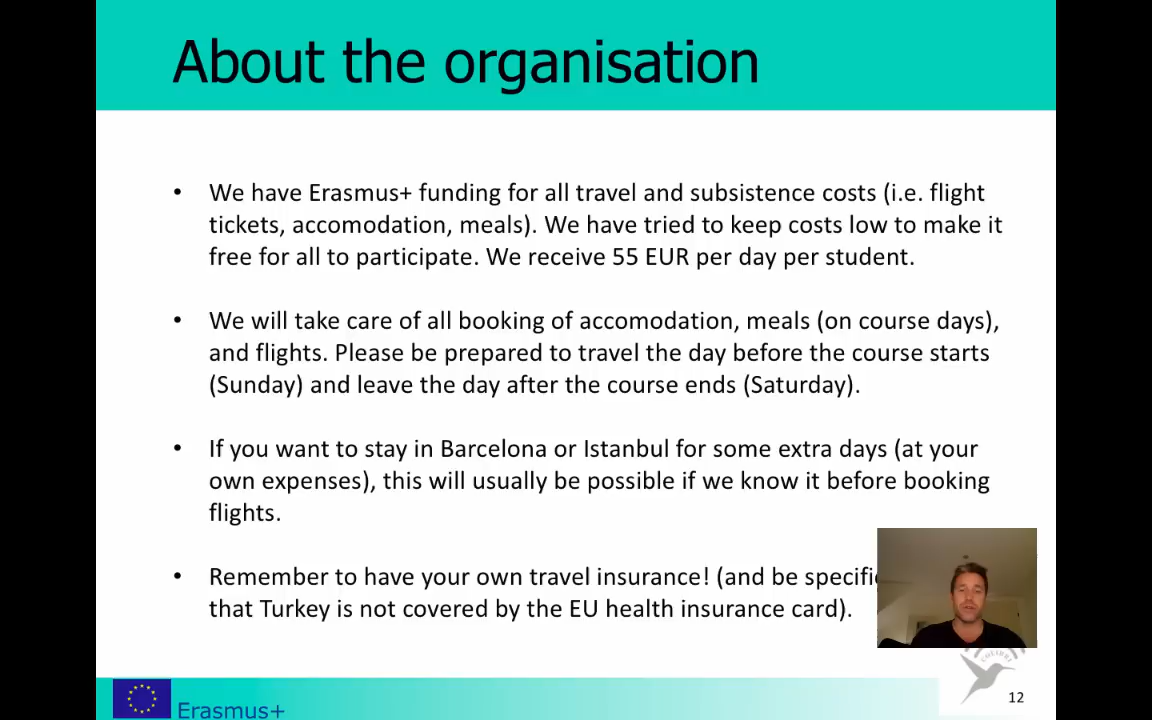 About the organisation
• We have Erasmus+ funding for all travel and subsistence costs (i.e. flight
tickets, accomodation, meals). We have tried to keep costs low to make it
free for all to participate. We receive 55 EUR per day per student.
• We will take care of all booking of accomodation, meals (on course days),
and flights. Please be prepared to travel the day before the course starts
(Sunday) and leave the day after the course ends (Saturday).
• If you want to stay in Barcelona or Istanbul for some extra days (at your
own expenses), this will usually be possible if we know it before booking
flights.
• Remember to have your own travel insurance! (and be
that Turkey is not covered by the EU health insurance card).
COLIBRI
12
Erasmus+